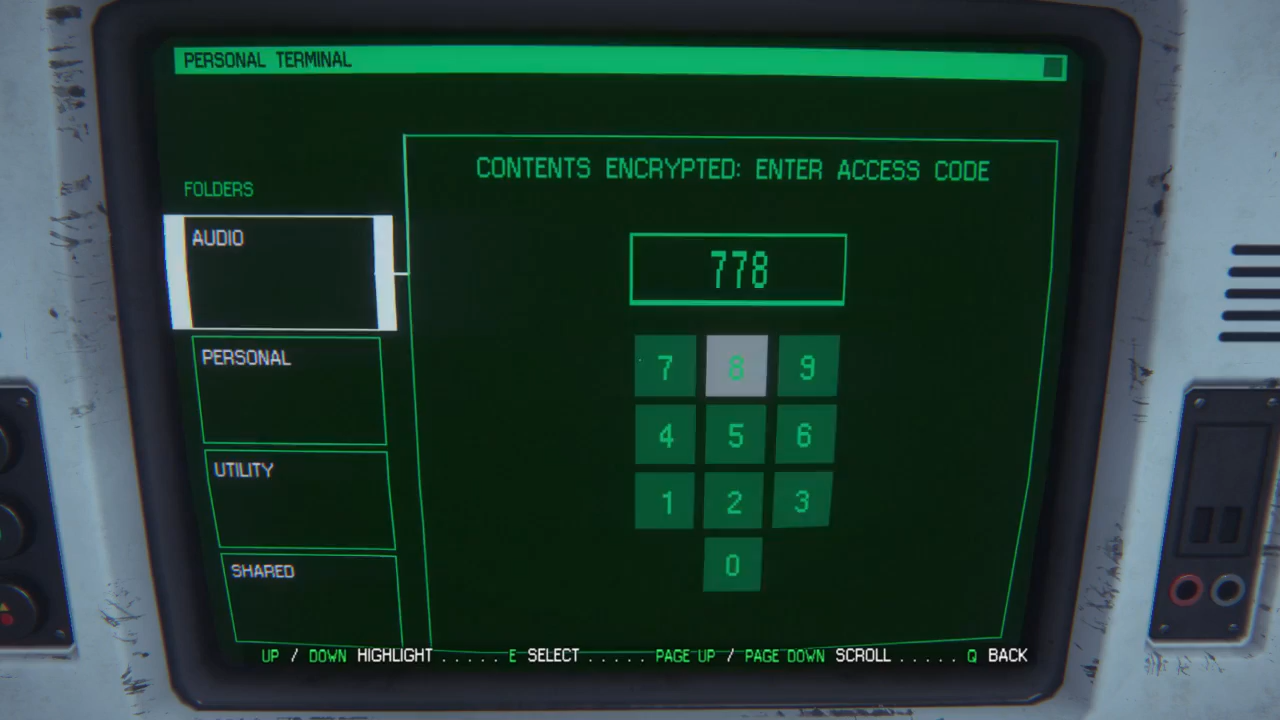 PERSONAL TERMINAL
CONTENTS ENCRYPTED: ENTER ACCESS CODE
FOLDERS
AUDIO
PERSONAL
UTILITY
SHARED
778
7 8 9
4 5 6
1 2 3
0
UP / DOWN HIGHLIGHT ..... E SELECT ..... PAGE UP / PAGE DOWN SCROLL ..... Q BACK